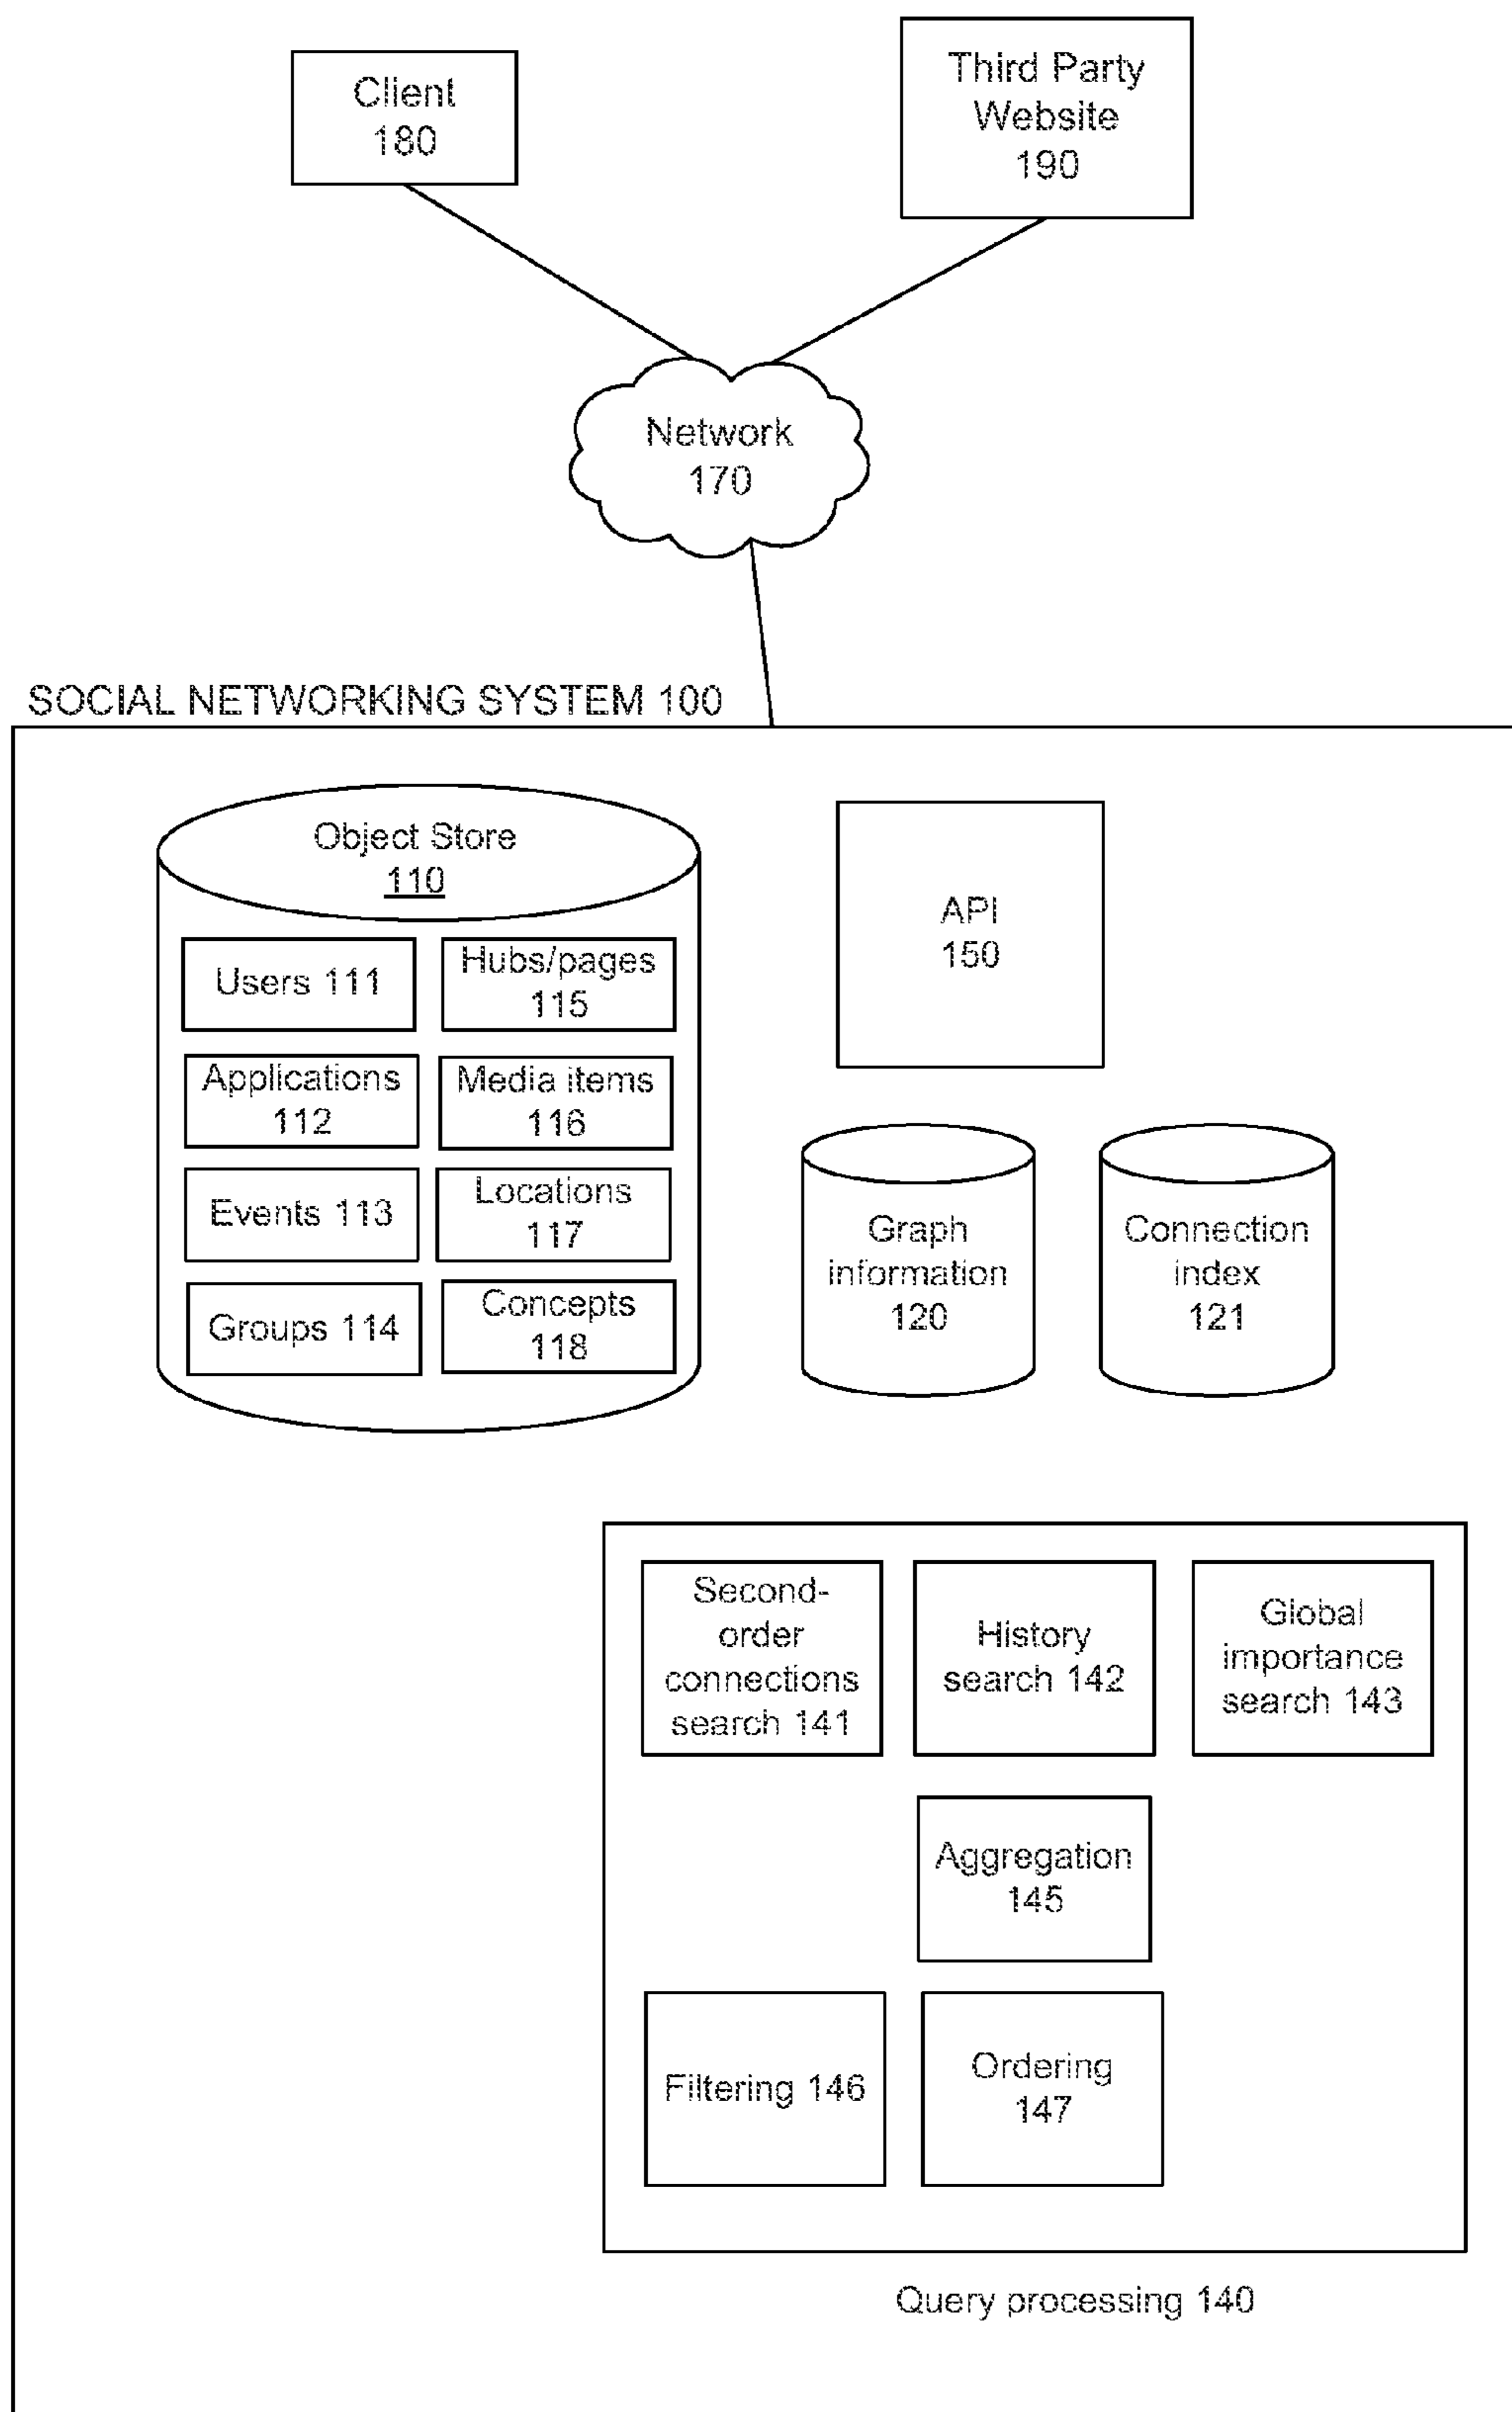 Client
180
Third Party
Website
190
Network
170
SOCIAL NETWORKING SYSTEM 100
Object Store
110
Users 111
Hubs/pages
115
Applications
112
Media items
116
Events 113
Locations
117
Groups 114
Concepts
118
API
150
Graph
information
120
Connection
index
121
Second-
order
connections
search 141
History
search 142
Global
importance
search 143
Aggregation
145
Filtering 146
Ordering
147
Query processing 140